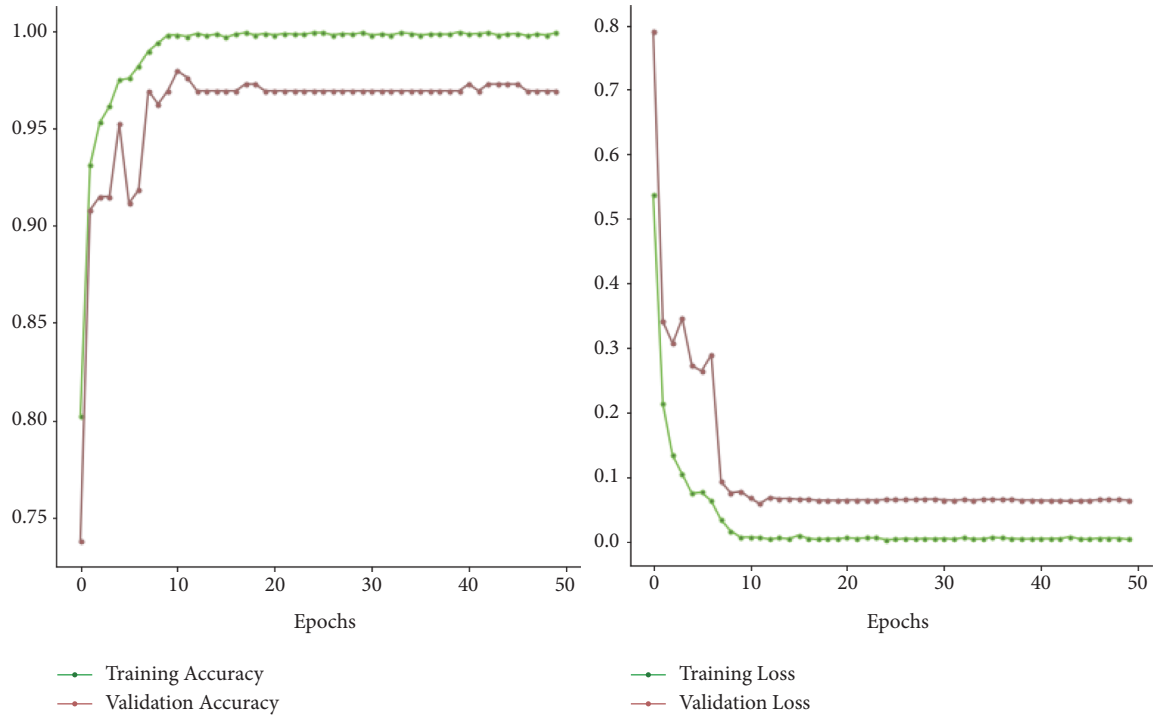 1.00
0.95
0.90
0.85
0.80
0.75
0 10 20 30 40 50
Epochs
Training Accuracy
Validation Accuracy
0.8
0.7
0.6
0.5
0.4
0.3
0.2
0.1
0.0
0 10 20 30 40 50
Epochs
Training Loss
Validation Loss